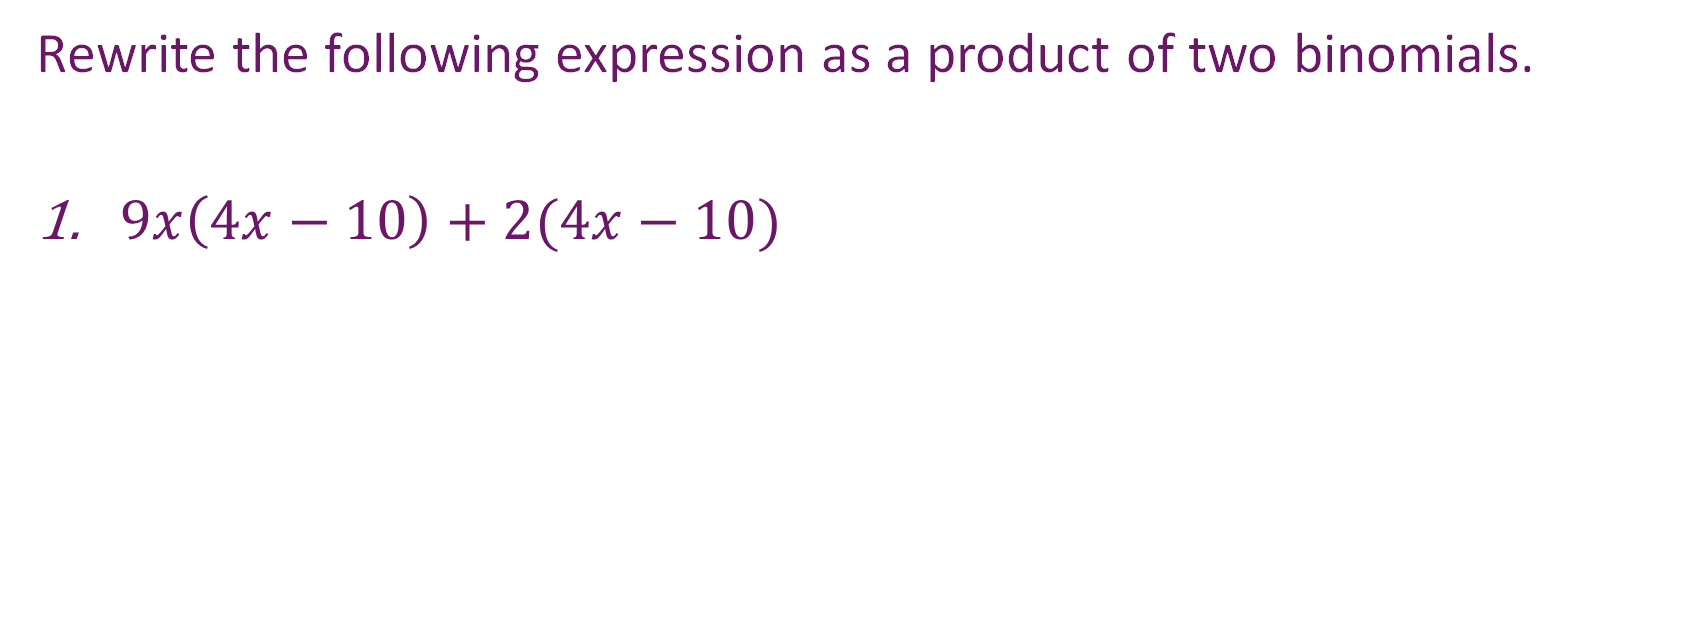 Rewrite the following expression as a product of two binomials.
1. 9x(4x − 10) + 2(4x − 10)